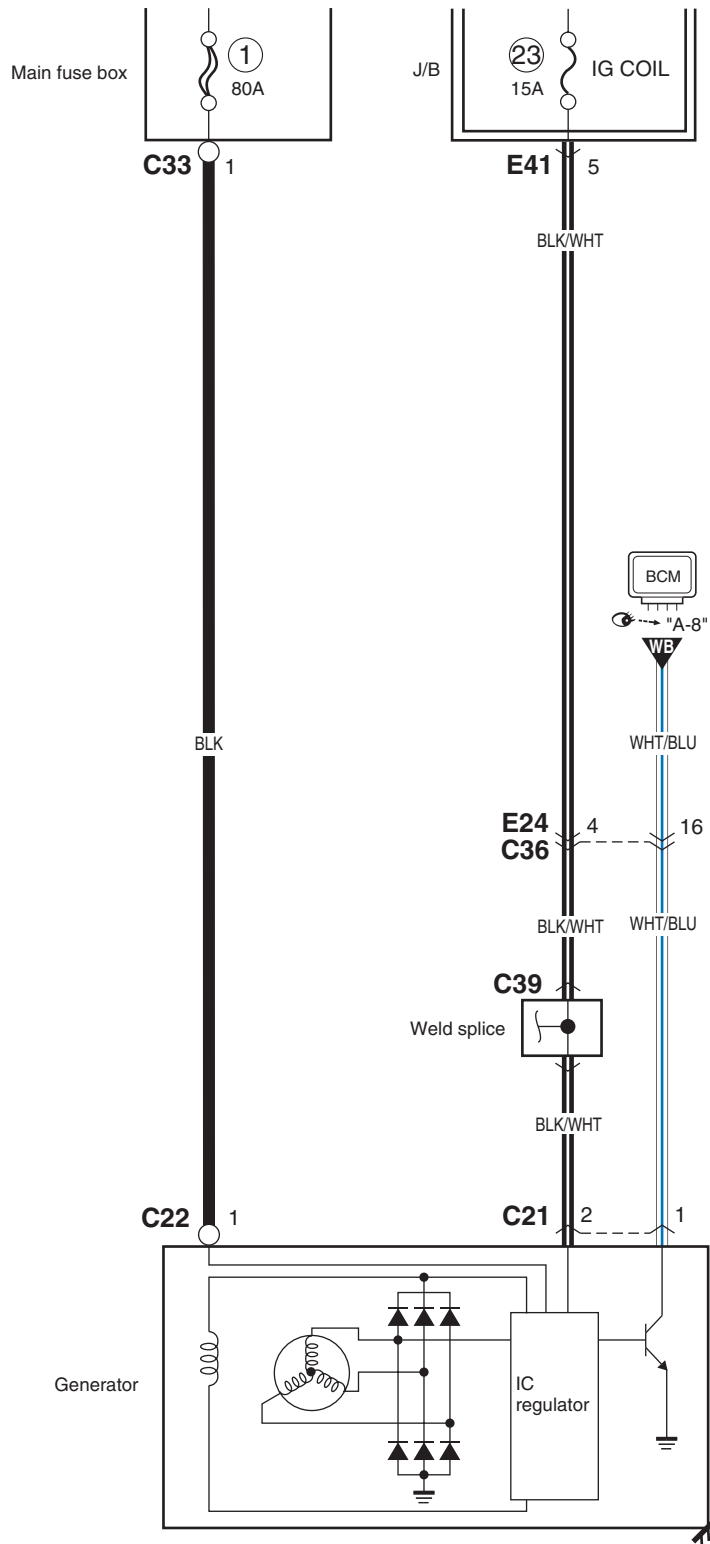 Main fuse box
1
80A
J/B
23
15A
IG COIL
C33 1
E41 5
BLK/WHT
BCM
"A-8"
WB
BLK
WHT/BLU
E24 4 16
C36
BLK/WHT
WHT/BLU
C39
Weld splice
BLK/WHT
C22 1
C21 2 1
Generator
IC
regulator